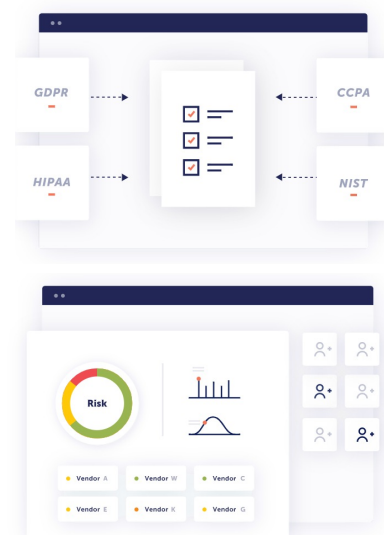 GDPR
CCPA
HIPAA
NIST
Risk
Vendor A
Vendor W
Vendor C
Vendor E
Vendor K
Vendor G